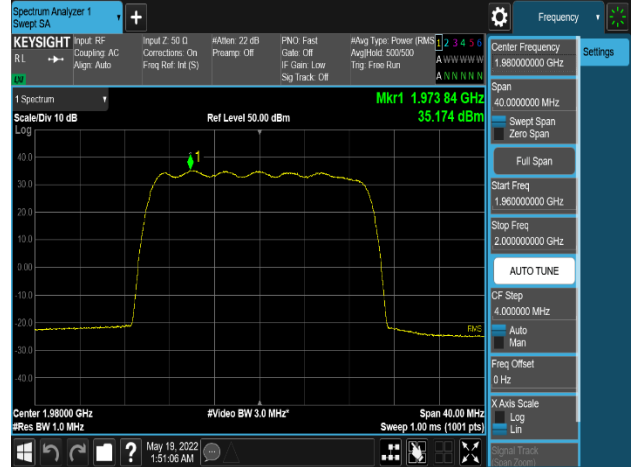 Spectrum Analyzer 1
Swept SA
Frequency
KEYSIGHT
R L
Align: Auto
LW
Input: RF
Coupling: AC
Input Z: 50 Ω
Corrections: On
Freq Ref: Int (S)
#Atten: 22 dB
Preamp: Off
PNO: Fast
Gate: Off
IF Gain: Low
Sig Track: Off
#Avg Type: Power (RMS
Avg|Hold: 500/500
Trig: Free Run
1 2 3 4 5 6
A W W W W W
A N N N N N
1 Spectrum
Scale/Div 10 dB
Log
Ref Level 50.00 dBm
Mkr1 1.973 84 GHz
35.174 dBm
40.0
30.0
20.0
10.0
0.00
-10.0
-20.0
-30.0
-40.0
1
RMS
Center 1.98000 GHz
#Res BW 1.0 MHz
#Video BW 3.0 MHz*
Span 40.00 MHz
Sweep 1.00 ms (1001 pts)
Center Frequency
1.980000000 GHz
Span
40.0000000 MHz
Swept Span
Zero Span
Full Span
Start Freq
1.960000000 GHz
Stop Freq
2.000000000 GHz
AUTO TUNE
CF Step
4.000000 MHz
Auto
Man
Freq Offset
0 Hz
X Axis Scale
Log
Lin
Signal Track
(Span Zoom)
Settings
?
May 19, 2022
1:51:06 AM